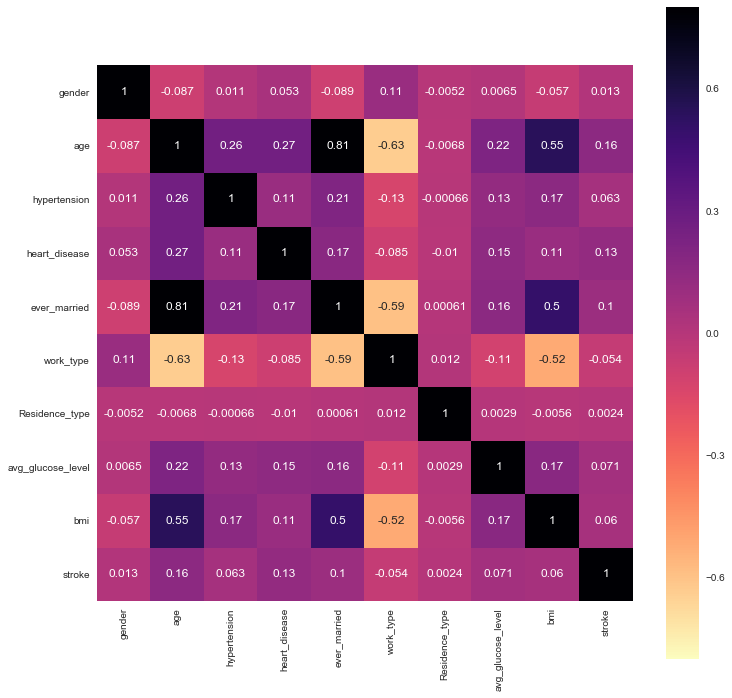 gender 1 -0.087 0.011 0.053 -0.089 0.11 -0.0052 0.0065 -0.057 0.013
age -0.087 1 0.26 0.27 0.81 -0.63 -0.0068 0.22 0.55 0.16
hypertension 0.011 0.26 1 0.11 0.21 -0.13 -0.00066 0.13 0.17 0.063
heart_disease 0.053 0.27 0.11 1 0.17 -0.085 -0.01 0.15 0.11 0.13
ever_married -0.089 0.81 0.21 0.17 1 -0.59 0.00061 0.16 0.5 0.1
work_type 0.11 -0.63 -0.13 -0.085 -0.59 1 0.012 -0.11 -0.52 -0.054
Residence_type -0.0052 -0.0068 -0.00066 -0.01 0.00061 0.012 1 0.0029 -0.0056 0.0024
avg_glucose_level 0.0065 0.22 0.13 0.15 0.16 -0.11 0.0029 1 0.17 0.071
bmi -0.057 0.55 0.17 0.11 0.5 -0.52 -0.0056 0.17 1 0.06
stroke 0.013 0.16 0.063 0.13 0.1 -0.054 0.0024 0.071 0.06 1
gender
age
hypertension
heart_disease
ever_married
work_type
Residence_type
avg_glucose_level
bmi
stroke
0.6
0.3
0.0
−0.3
−0.6